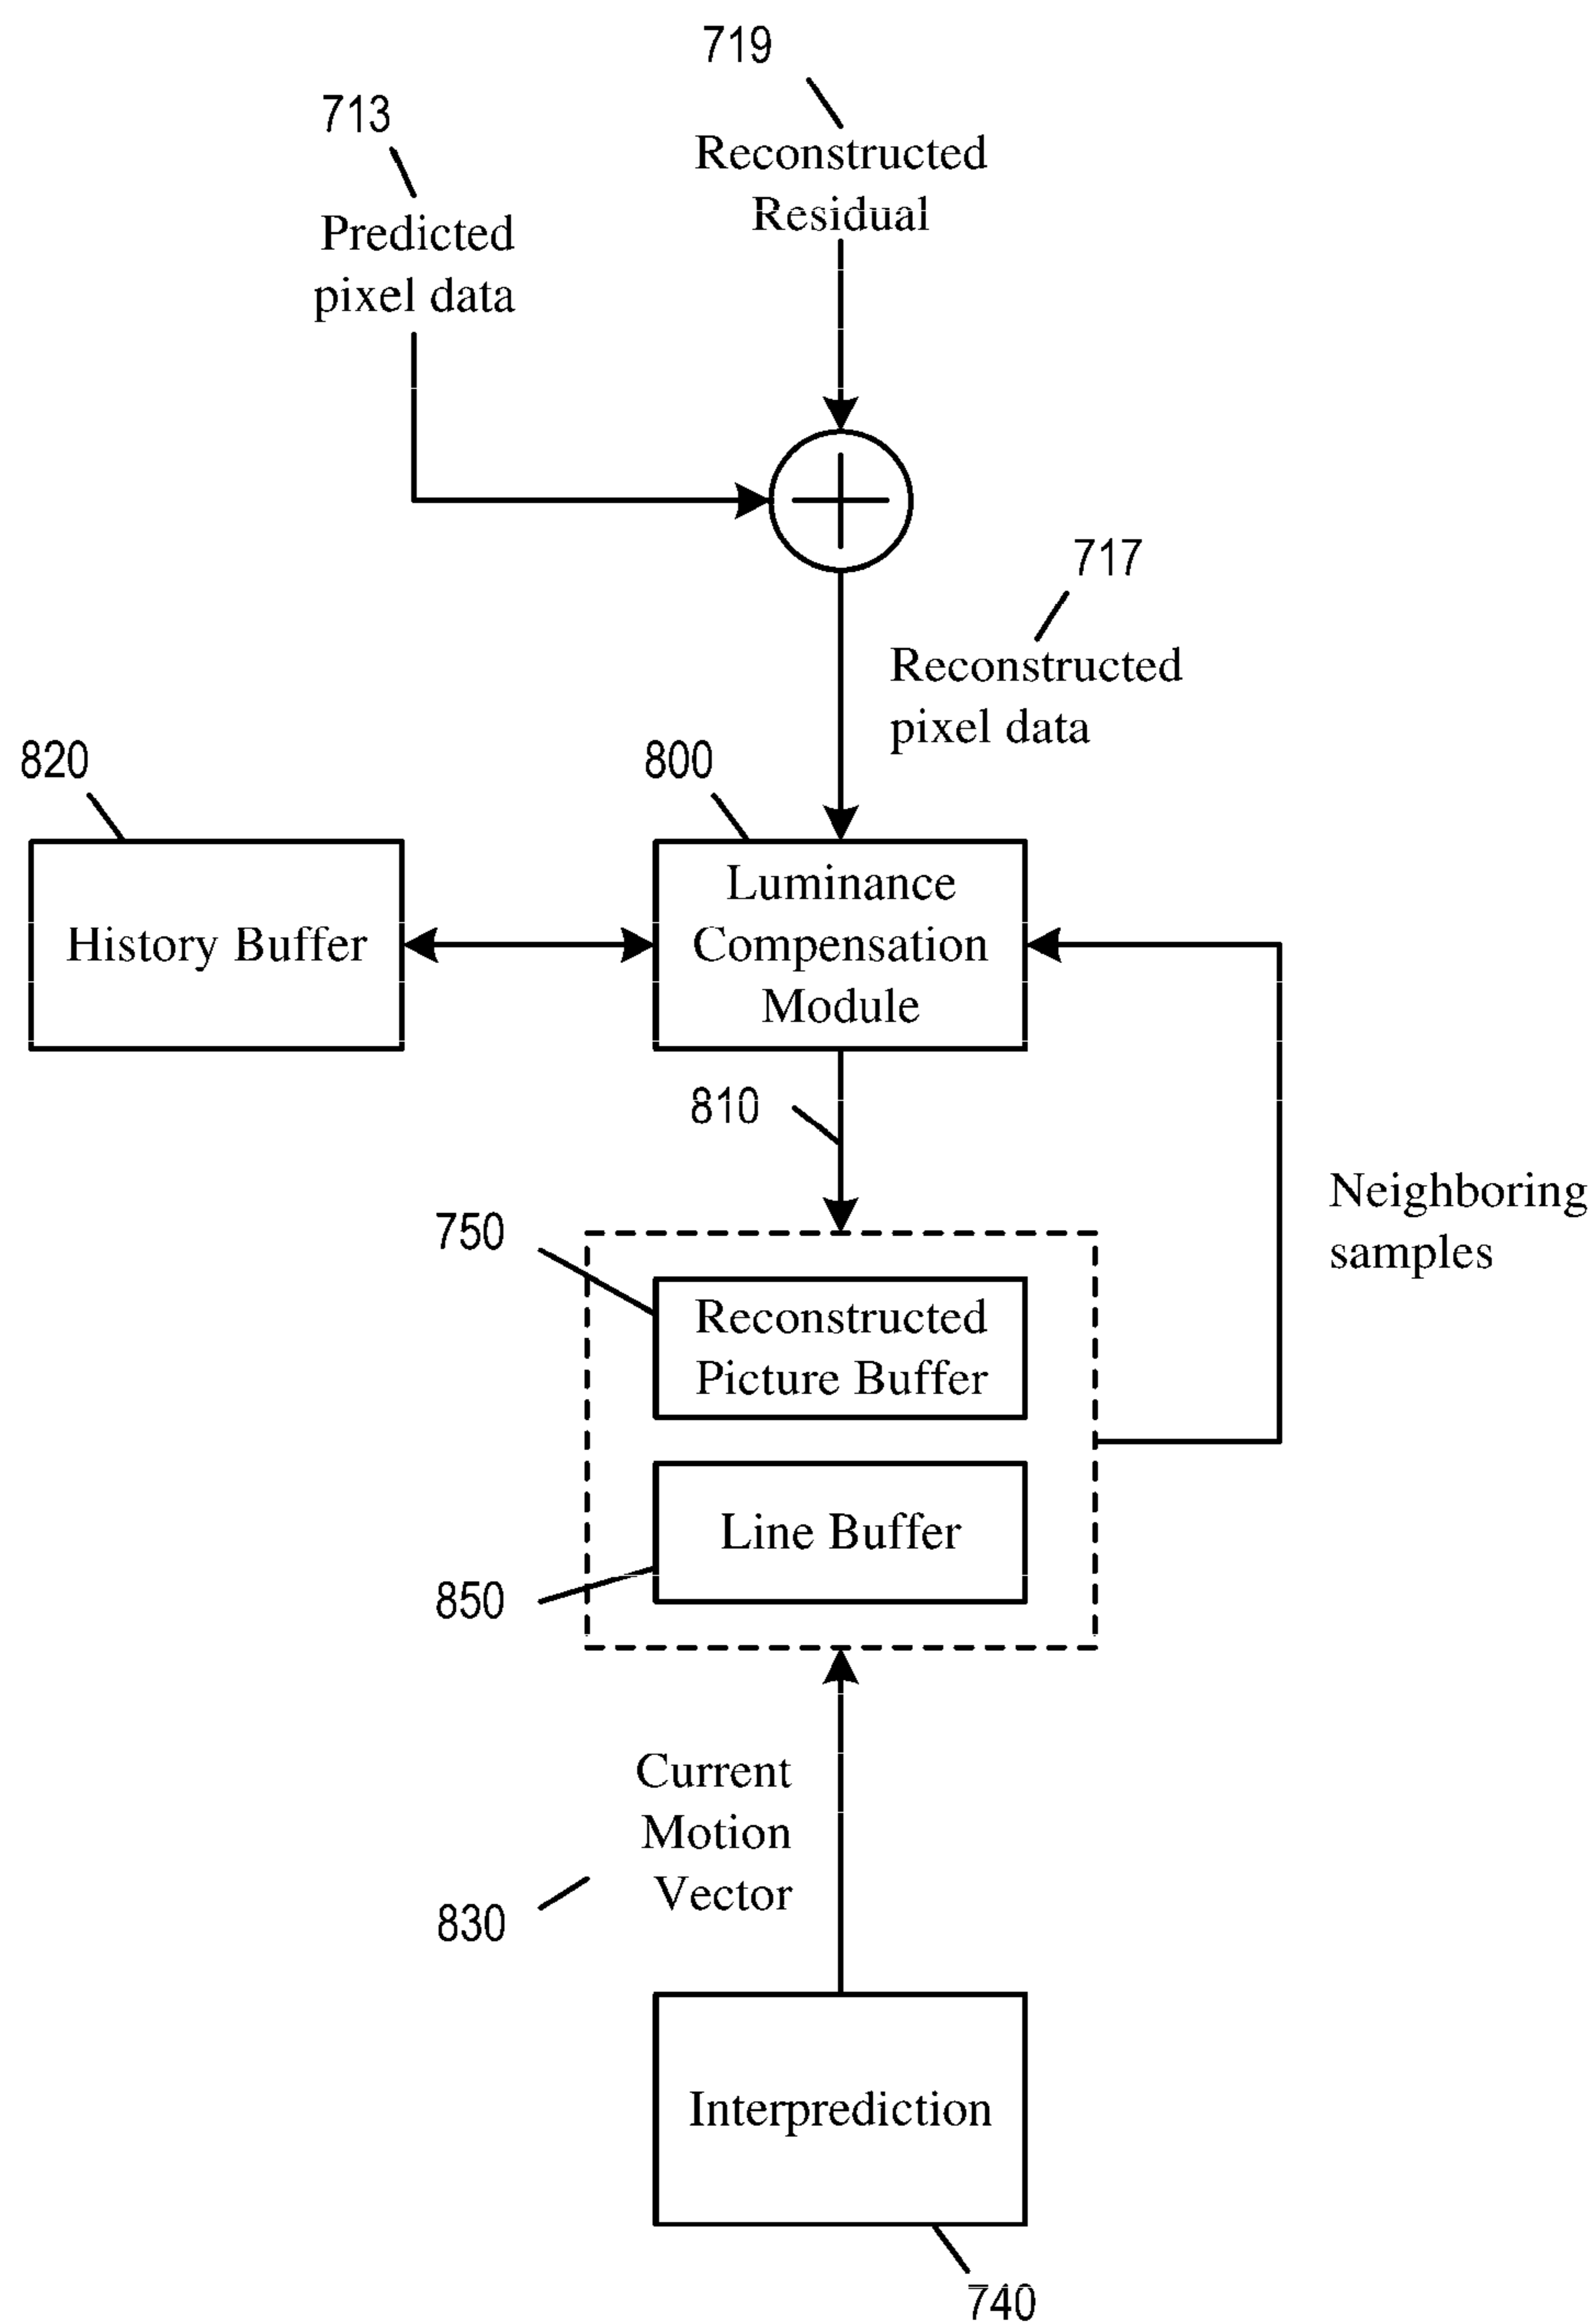 719
713
Reconstructed
Residual
Predicted
pixel data
717
Reconstructed
pixel data
820
800
History Buffer
Luminance
Compensation
Module
810
Neighboring
samples
750
Reconstructed
Picture Buffer
Line Buffer
850
Current
Motion
Vector
830
Interprediction
740